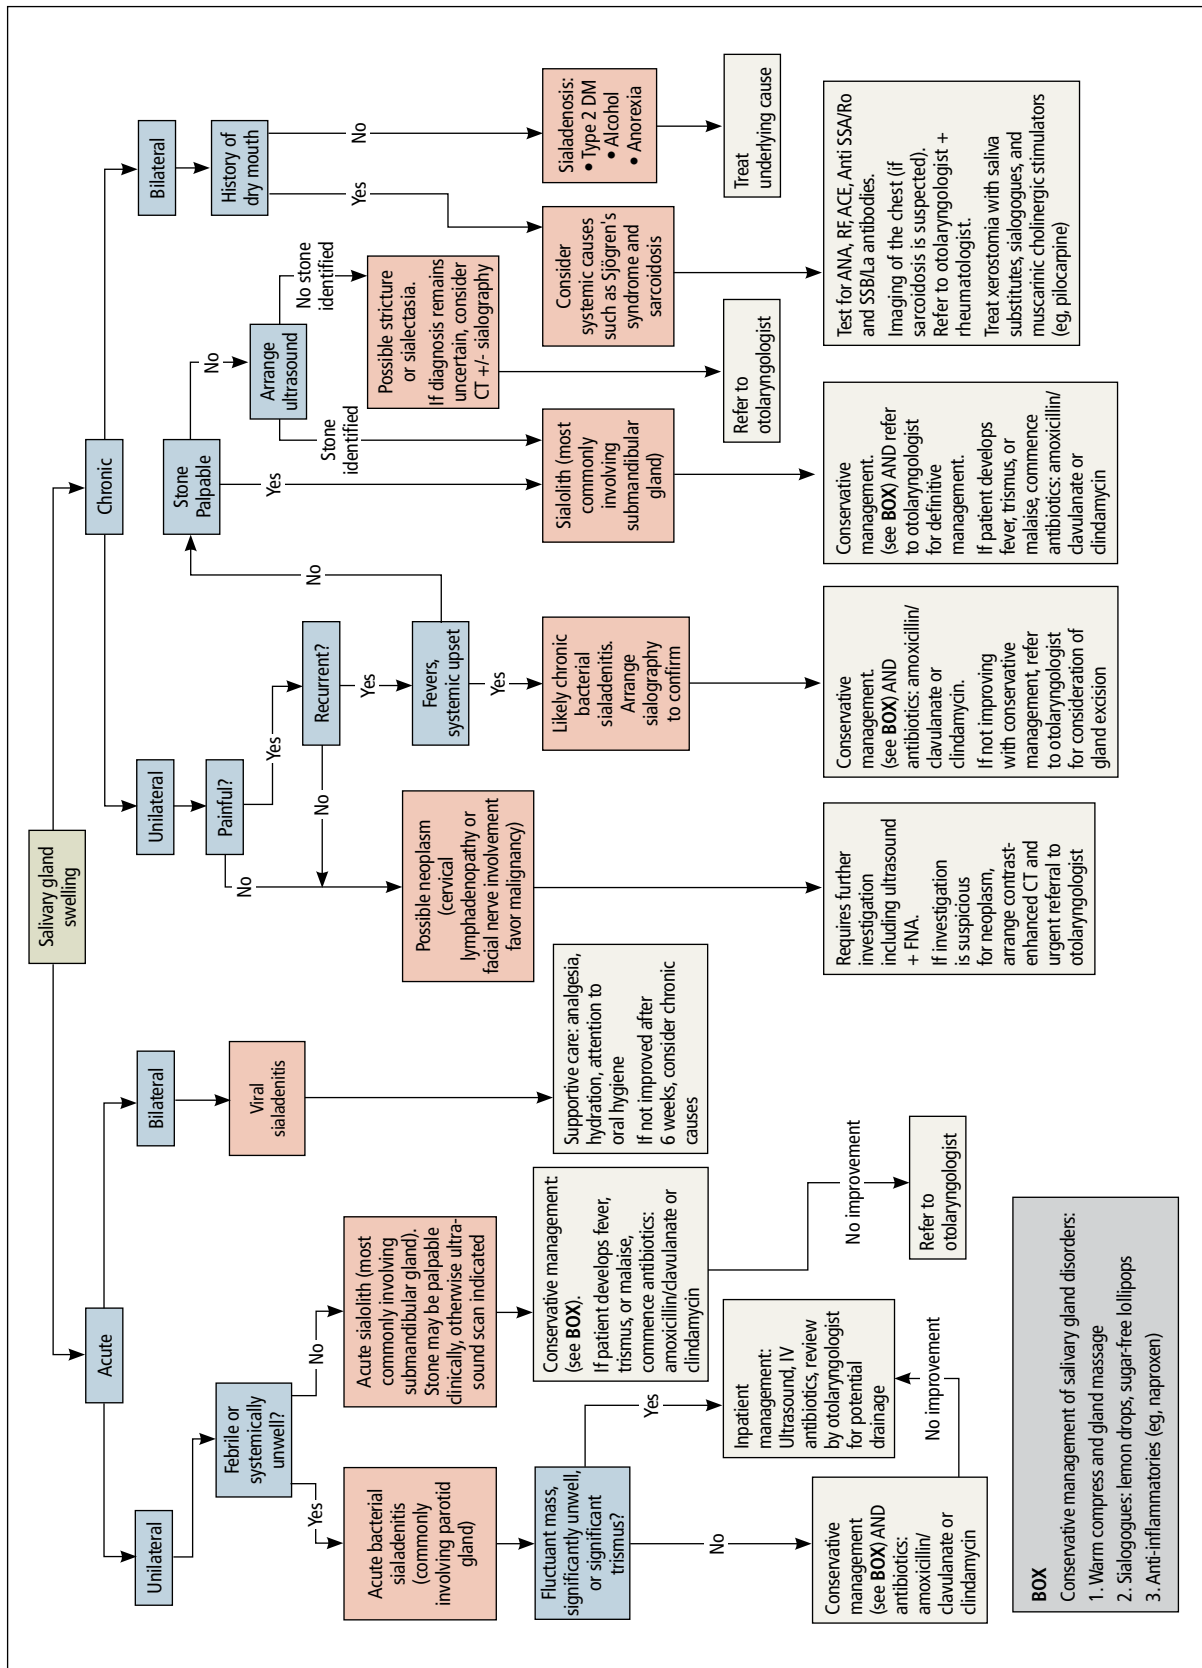 Salivary gland
swelling
Acute
Chronic
Unilateral
Bilateral
Unilateral
Bilateral
Febrile or
systemically
unwell?
Yes
No
Acute bacterial
sialadenitis
(commonly
involving parotid
gland)
Acute sialolith (most
commonly involving
submandibular gland).
Stone may be palpable
clinically, otherwise ultra-
sound scan indicated
Fluctuant mass,
significantly unwell,
or significant
trismus?
Yes
No
Conservative management:
(see BOX).
If patient develops fever,
trismus, or malaise,
commence antibiotics:
amoxicillin/clavulanate or
clindamycin
Inpatient
management:
Ultrasound, IV
antibiotics, review
by otolaryngologist
for potential
drainage
No improvement
Conservative
management
(see BOX) AND
antibiotics:
amoxicillin/
clavulanate or
clindamycin
No improvement
Refer to
otolaryngologist
Viral
sialadenitis
Supportive care: analgesia,
hydration, attention to
oral hygiene
If not improved after
6 weeks, consider chronic
causes
Painful?
No
Yes
Recurrent?
No
Yes
Possible neoplasm
(cervical
lymphadenopathy or
facial nerve involvement
favor malignancy)
Requires further
investigation
including ultrasound
+ FNA.
If investigation
is suspicious
for neoplasm,
arrange contrast-
enhanced CT and
urgent referral to
otolaryngologist
Fevers,
systemic upset
No
Yes
Likely chronic
bacterial
sialadenitis.
Arrange
sialography
to confirm
Conservative
management.
(see BOX) AND
antibiotics: amoxicillin/
clavulanate or
clindamycin.
If not improving
with conservative
management, refer
to otolaryngologist
for consideration of
gland excision
Stone
Palpable
Yes
No
Arrange
ultrasound
Stone
identified
No stone
identified
Sialolith (most
commonly
involving
submandibular
gland)
Conservative
management.
(see BOX) AND refer
to otolaryngologist
for definitive
management.
If patient develops
fever, trismus, or
malaise, commence
antibiotics: amoxicillin/
clavulanate or
clindamycin
Possible stricture
or sialectasia.
If diagnosis remains
uncertain, consider
CT +/- sialography
Refer to
otolaryngologist
History of
dry mouth
Yes
No
Consider
systemic causes
such as Sjögren's
syndrome and
sarcoidosis
Test for ANA, RF, ACE, Anti SSA/Ro
and SSB/La antibodies.
Imaging of the chest (if
sarcoidosis is suspected).
Refer to otolaryngologist +
rheumatologist.
Treat xerostomia with saliva
substitutes, sialogogues, and
muscarinic cholinergic stimulators
(eg, pilocarpine)
Sialadenosis:
• Type 2 DM
• Alcohol
• Anorexia
Treat
underlying cause
BOX
Conservative management of salivary gland disorders:
1. Warm compress and gland massage
2. Sialogogues: lemon drops, sugar-free lollipops
3. Anti-inflammatories (eg, naproxen)